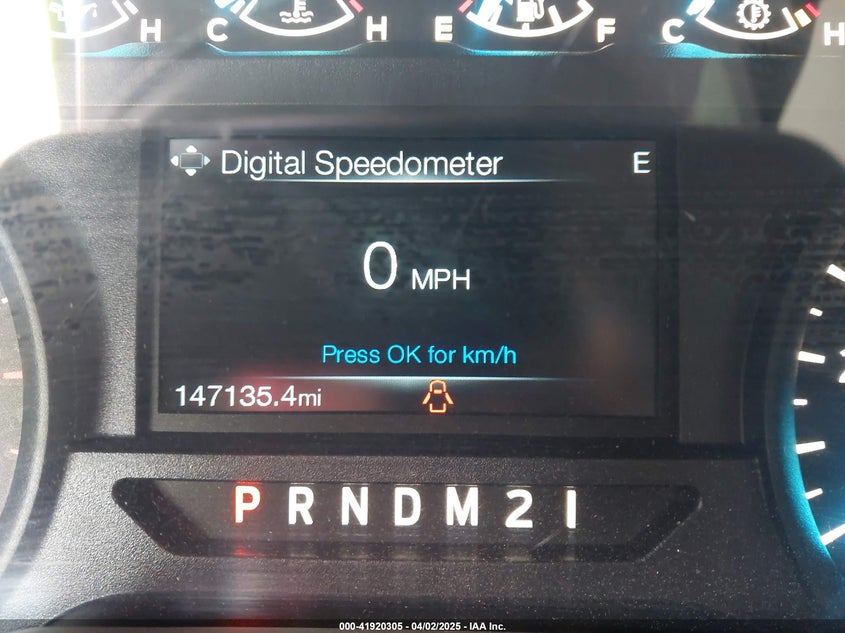 H C H E F C H
Digital Speedometer E
0 MPH
Press OK for km/h
147135.4mi
P R N D M 2 1
000-41920305 - 04/02/2025 - IAA Inc.